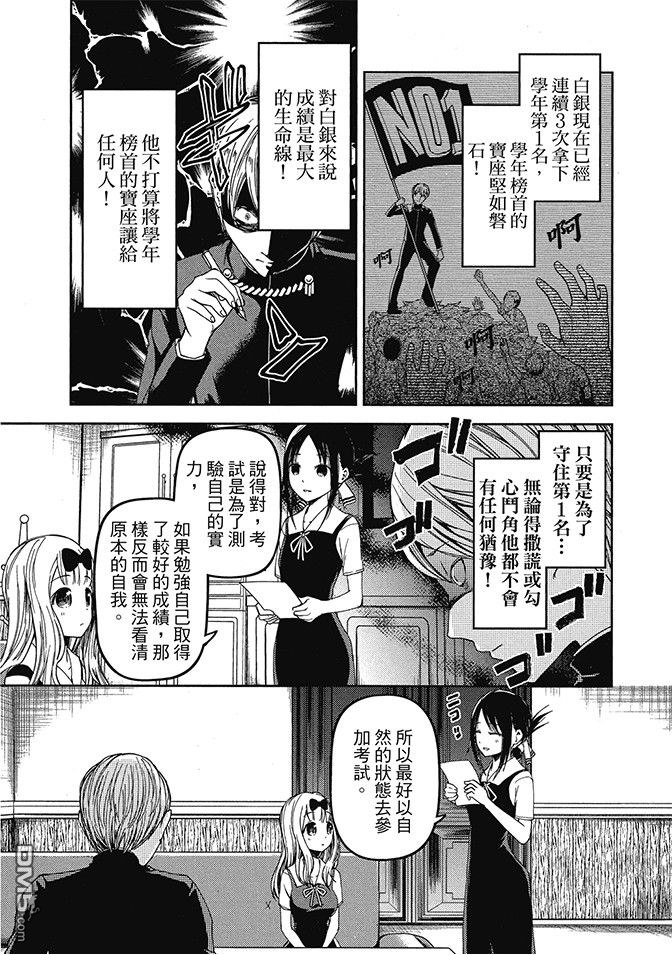 白銀現在已經
連續3次拿下
學年第1名，
學年榜首的
寶座堅如磐
石！
NO1
啊
啊
啊
啊
對白銀來說
成績是最大
的生命線！
他不打算將學年
榜首的寶座讓給
任何人！
只要是為了
守住第1名…
無論得撒謊或勾
心鬥角他都不會
有任何猶豫！
ゴゴゴ
說得對，考
試是為了測
驗自己的實
力，
如果勉強自己取得
了較好的成績，那
樣反而會無法看清
原本的自我。
ニコニコ
所以最好以自
然的狀態去參
加考試。